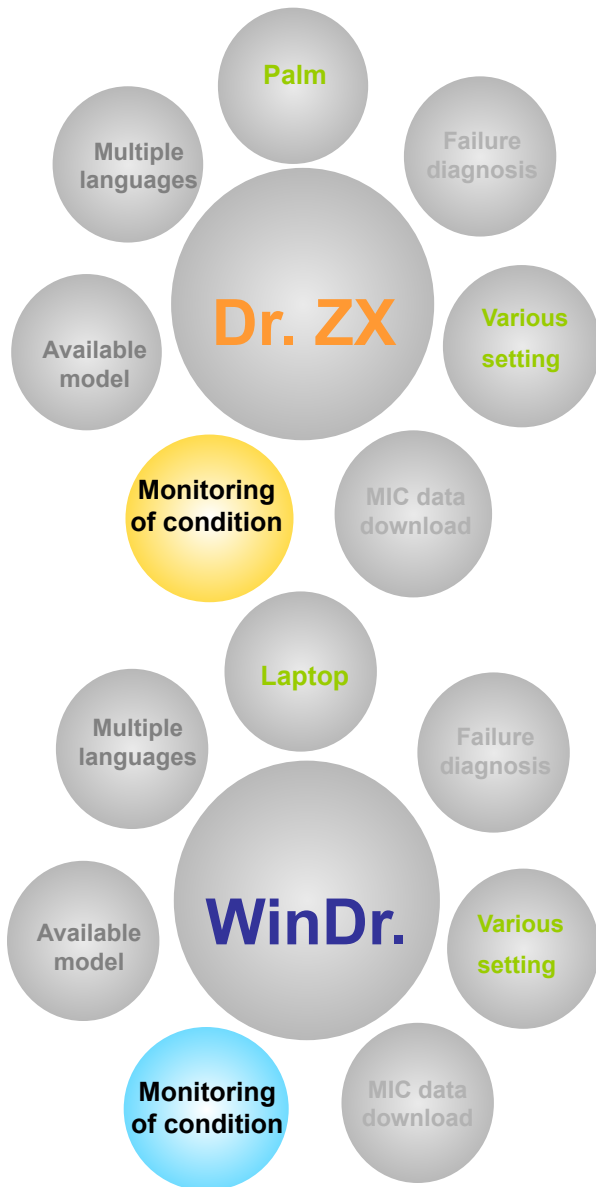 Palm
Multiple
languages
Failure
diagnosis
Dr. ZX
Various
setting
Available
model
Monitoring
of condition
MIC data
download
Laptop
Multiple
languages
Failure
diagnosis
WinDr.
Various
setting
Available
model
Monitoring
of condition
MIC data
download